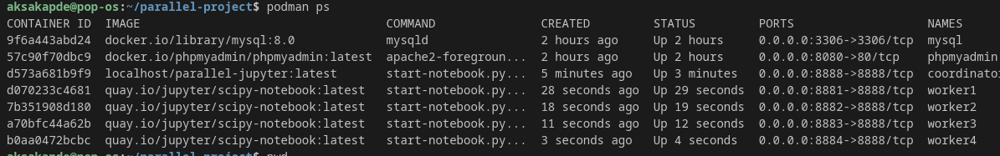 aksakapde@pop-os:~/parallel-project$ podman ps
CONTAINER ID  IMAGE                                    COMMAND               CREATED         STATUS         PORTS                   NAMES
9f6a443abd24  docker.io/library/mysql:8.0              mysqld                2 hours ago     Up 2 hours     0.0.0.0:3306->3306/tcp  mysql
57c90f70dbc9  docker.io/phpmyadmin/phpmyadmin:latest   apache2-foregroun...  2 hours ago     Up 2 hours     0.0.0.0:8080->80/tcp    phpmyadmin
d573a681b9f9  localhost/parallel-jupyter:latest        start-notebook.py...  5 minutes ago   Up 3 minutes   0.0.0.0:8888->8888/tcp  coordinato
d070233c4681  quay.io/jupyter/scipy-notebook:latest    start-notebook.py...  28 seconds ago  Up 29 seconds  0.0.0.0:8881->8888/tcp  worker1
7b351908d180  quay.io/jupyter/scipy-notebook:latest    start-notebook.py...  18 seconds ago  Up 19 seconds  0.0.0.0:8882->8888/tcp  worker2
a70bfc44a62b  quay.io/jupyter/scipy-notebook:latest    start-notebook.py...  11 seconds ago  Up 12 seconds  0.0.0.0:8883->8888/tcp  worker3
b0aa0472bcbc  quay.io/jupyter/scipy-notebook:latest    start-notebook.py...  3 seconds ago   Up 4 seconds   0.0.0.0:8884->8888/tcp  worker4
aksakapde@pop-os:~/parallel-project$ pwd